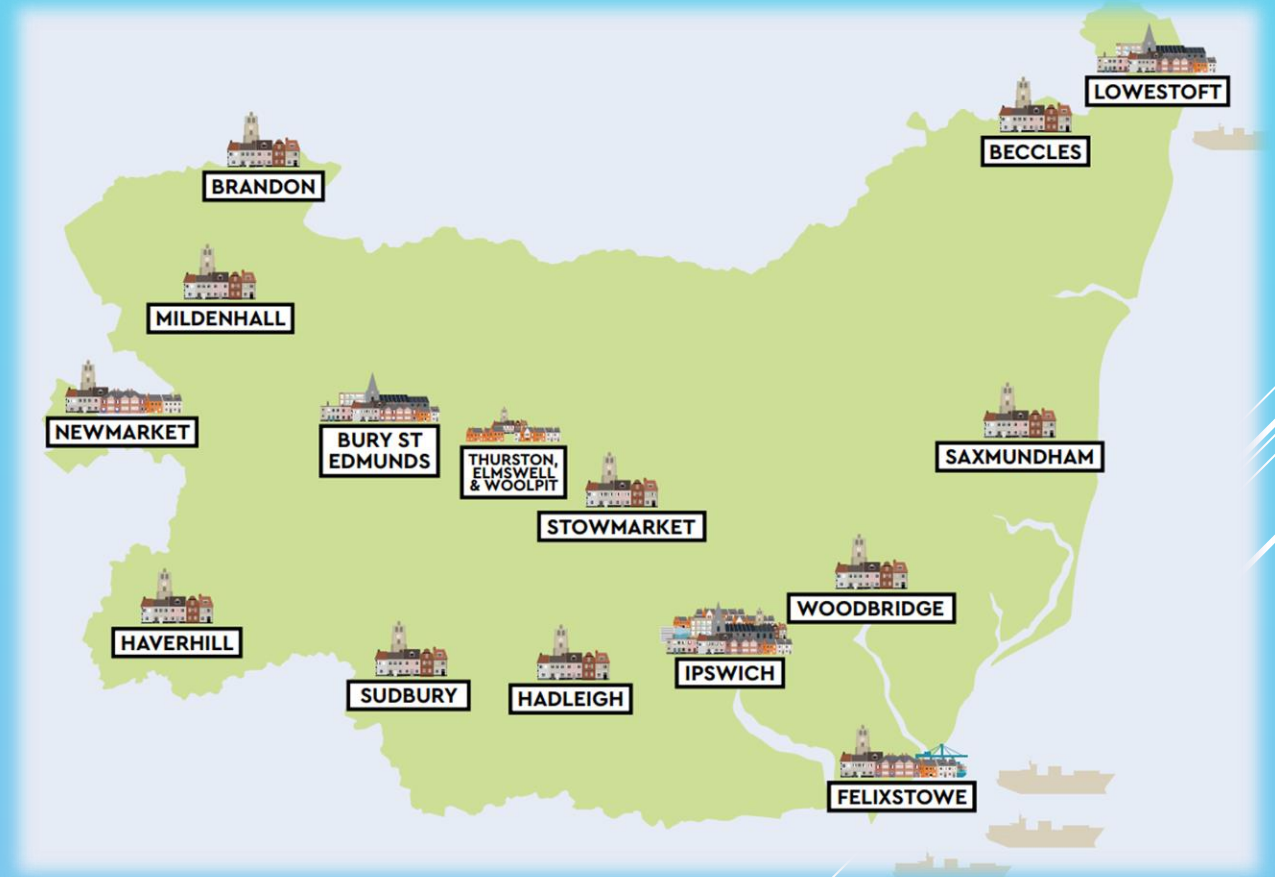 LOWESTOFT
BECCLES
BRANDON
MILDENHALL
NEWMARKET
BURY ST
EDMUNDS
THURSTON,
ELMSWELL
& WOOLPIT
SAXMUNDHAM
STOWMARKET
WOODBRIDGE
HAVERHILL
IPSWICH
SUDBURY
HADLEIGH
FELIXSTOWE